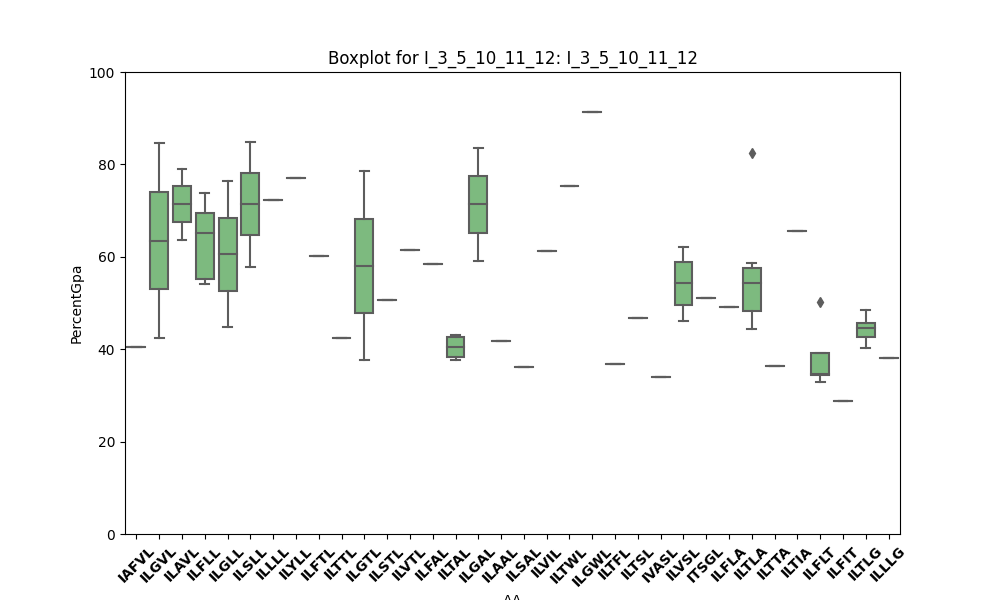 Boxplot for I_3_5_10_11_12: I_3_5_10_11_12
100
80
60
40
20
0
PercentGpa
IAFVL
ILGVL
ILAVL
ILFLL
ILGLL
ILSLL
ILLLL
ILYLL
ILFTL
ILTTL
ILGTL
ILSTL
ILVTL
ILFAL
ILTAL
ILGAL
ILAAL
ILSAL
ILVIL
ILTWL
ILGWL
ILTFL
ILTSL
IVASL
ILVSL
ITSGL
ILFLA
ILTLA
ILTTA
ILTIA
ILFLT
ILFIT
ILTLG
ILLLG
AA